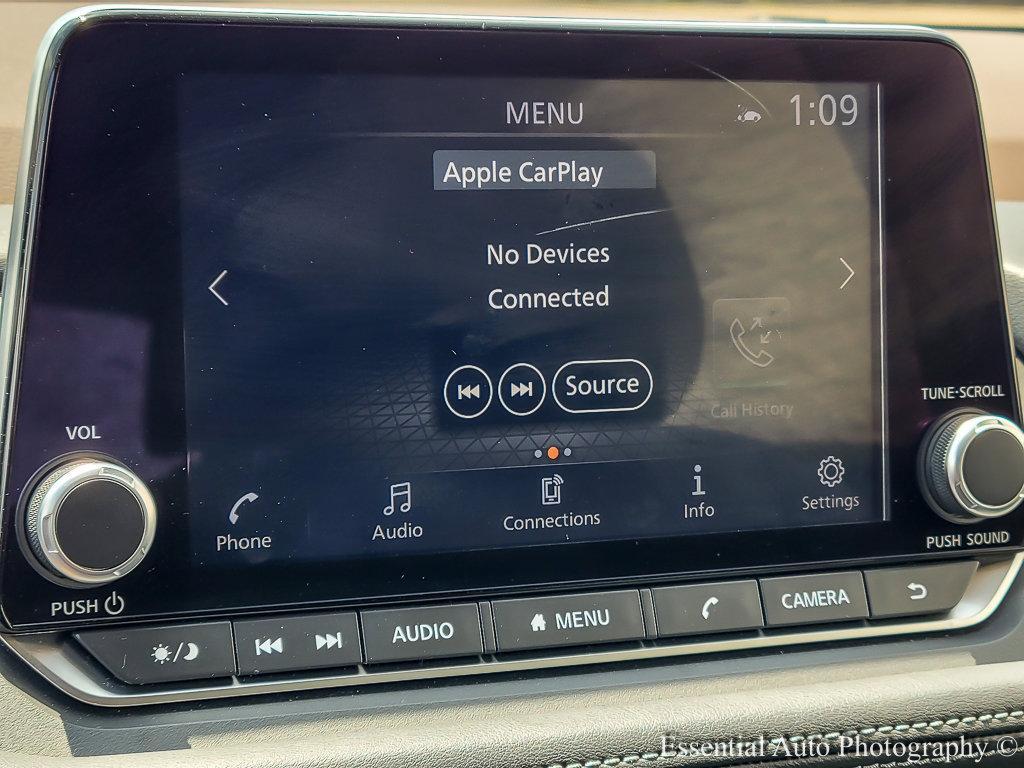 MENU
1:09
Apple CarPlay
No Devices
Connected
Source
Call History
Phone
Audio
Connections
Info
Settings
VOL
PUSH
TUNE·SCROLL
PUSH SOUND
AUDIO
MENU
CAMERA
Essential Auto Photography ©